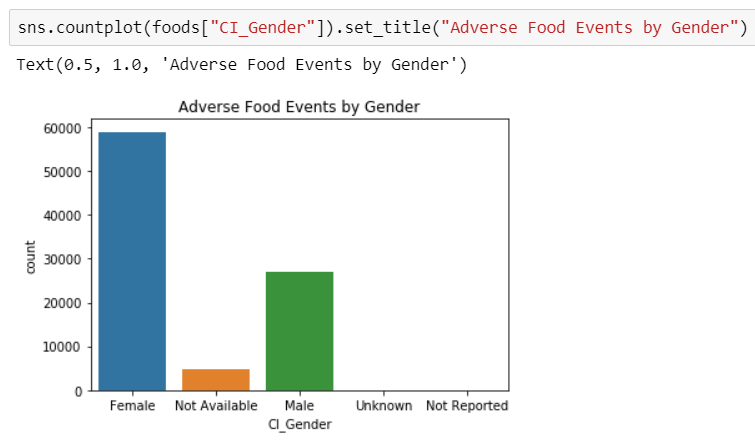 sns.countplot(foods["CI_Gender"]).set_title("Adverse Food Events by Gender")
Text(0.5, 1.0, 'Adverse Food Events by Gender')
Adverse Food Events by Gender
60000
50000
40000
30000
20000
10000
0
count
Female Not Available Male Unknown Not Reported
CI_Gender